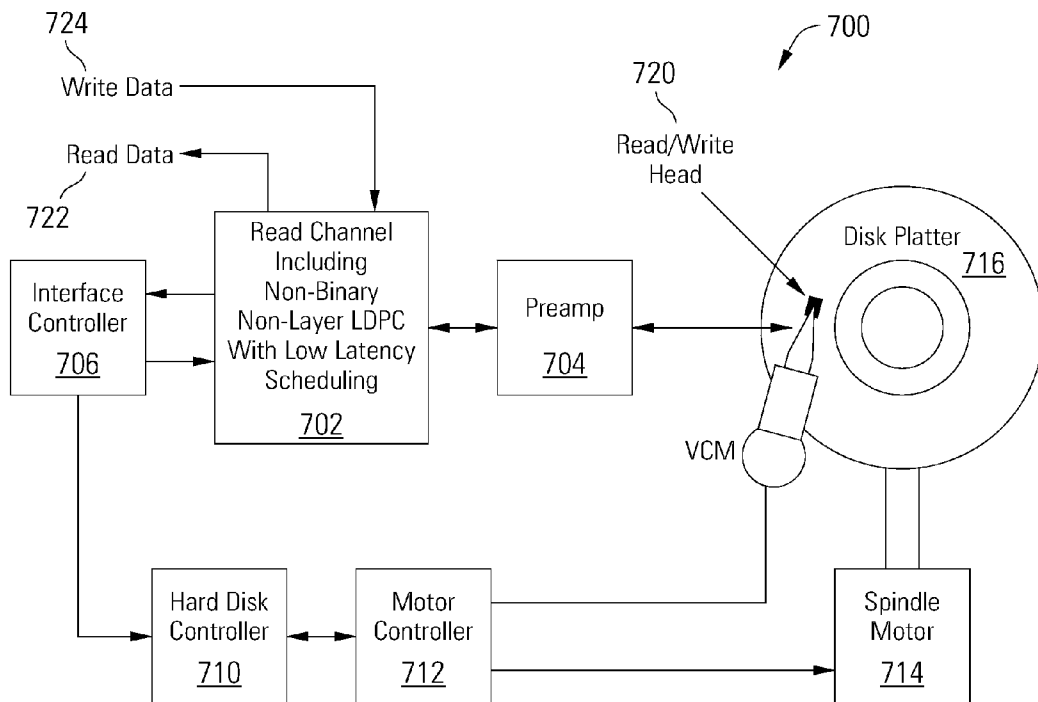 724
700
Write Data
720
Read/Write
Head
Read Data
722
Disk Platter
716
Read Channel
Including
Non-Binary
Non-Layer LDPC
With Low Latency
Scheduling
702
Interface
Controller
706
Preamp
704
VCM
Hard Disk
Controller
710
Motor
Controller
712
Spindle
Motor
714